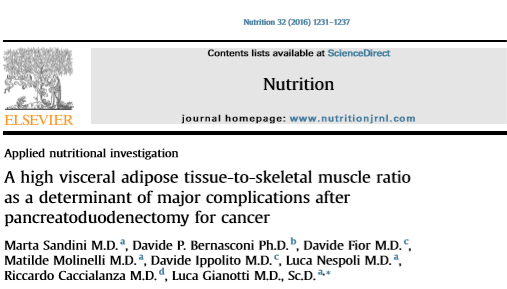 Nutrition 32 (2016) 1231–1237
Contents lists available at ScienceDirect
Nutrition
journal homepage: www.nutritionjrnl.com
ELSEVIER
Applied nutritional investigation
A high visceral adipose tissue-to-skeletal muscle ratio
as a determinant of major complications after
pancreatoduodenectomy for cancer
Marta Sandini M.D. a, Davide P. Bernasconi Ph.D. b, Davide Fior M.D. c,
Matilde Molinelli M.D. a, Davide Ippolito M.D. c, Luca Nespoli M.D. a,
Riccardo Caccialanza M.D. d, Luca Gianotti M.D., Sc.D. a,*